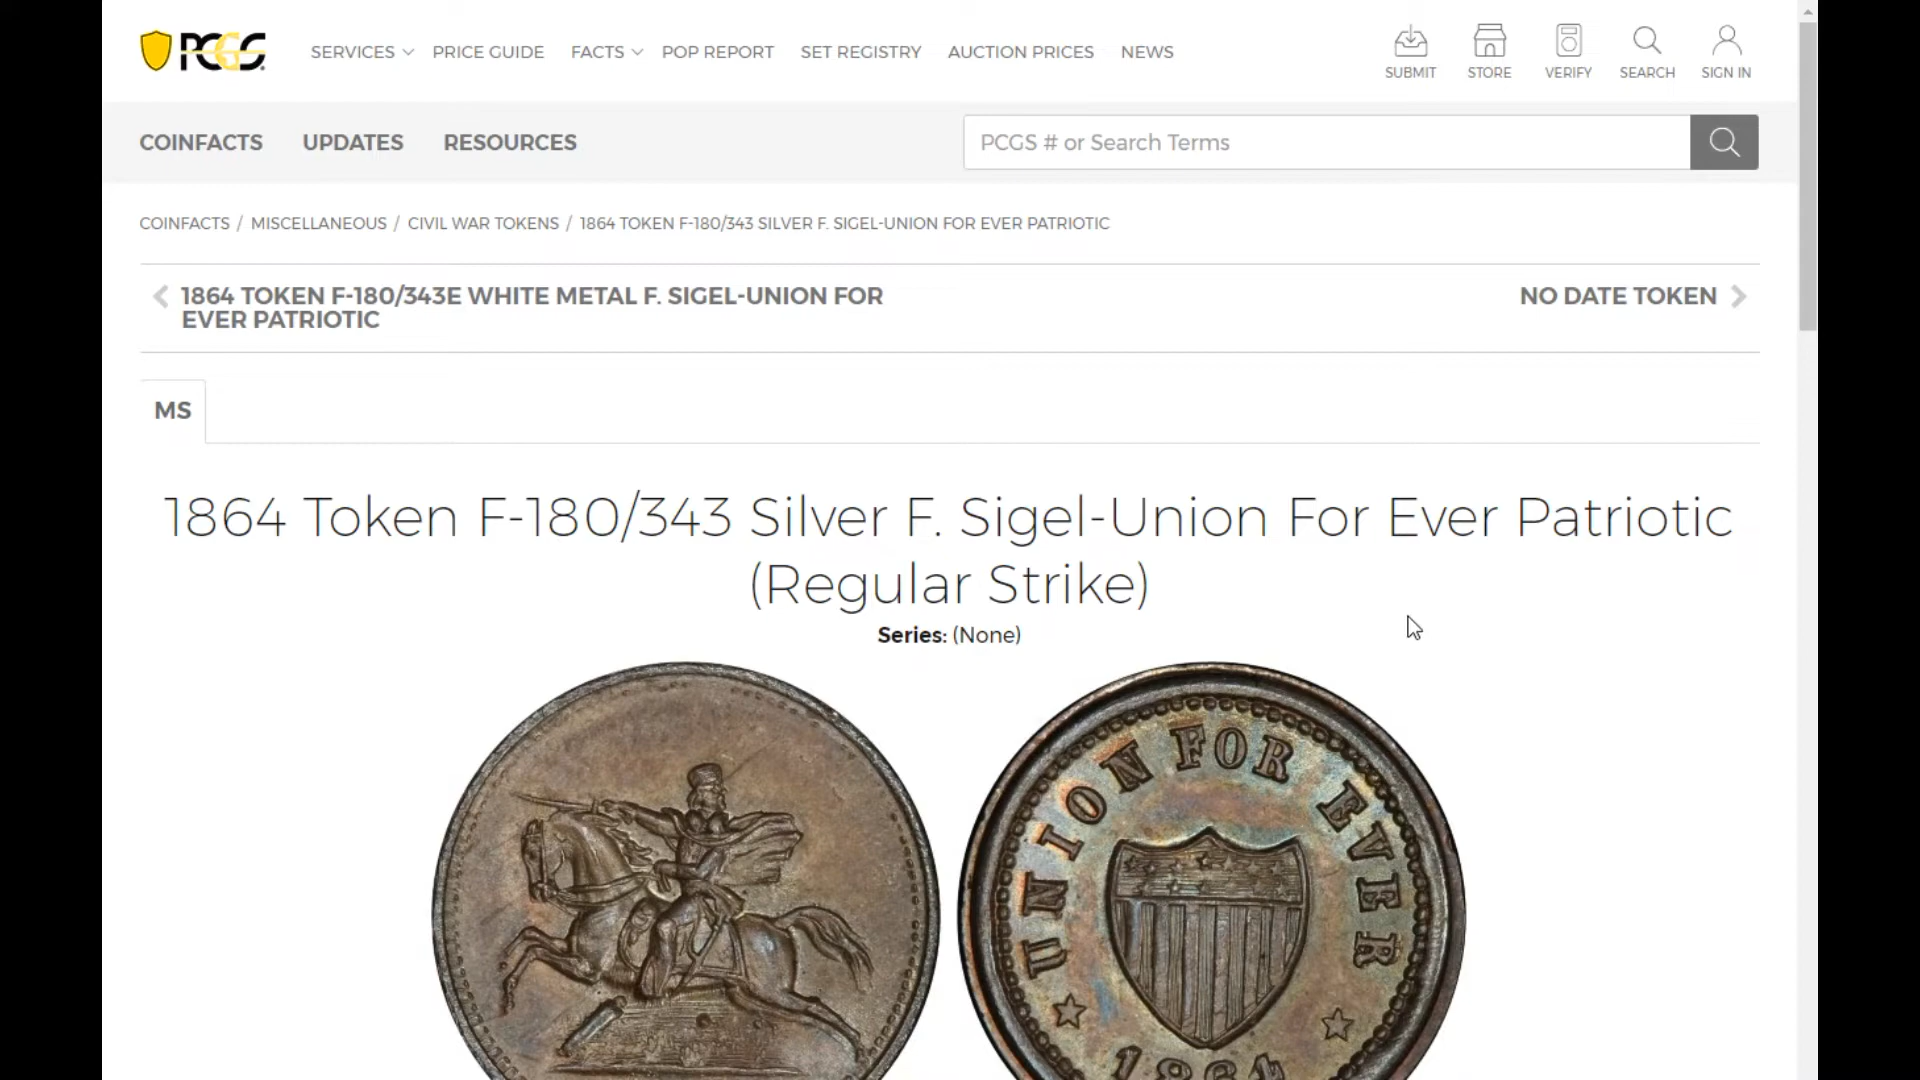 PCGS
SERVICES PRICE GUIDE FACTS POP REPORT SET REGISTRY AUCTION PRICES NEWS
SUBMIT STORE VERIFY SEARCH SIGN IN
COINFACTS UPDATES RESOURCES
PCGS # or Search Terms
COINFACTS / MISCELLANEOUS / CIVIL WAR TOKENS / 1864 TOKEN F-180/343 SILVER F. SIGEL-UNION FOR EVER PATRIOTIC
1864 TOKEN F-180/343E WHITE METAL F. SIGEL-UNION FOR
EVER PATRIOTIC
NO DATE TOKEN
MS
1864 Token F-180/343 Silver F. Sigel-Union For Ever Patriotic
(Regular Strike)
Series: (None)
UNION FOR EVER
1864